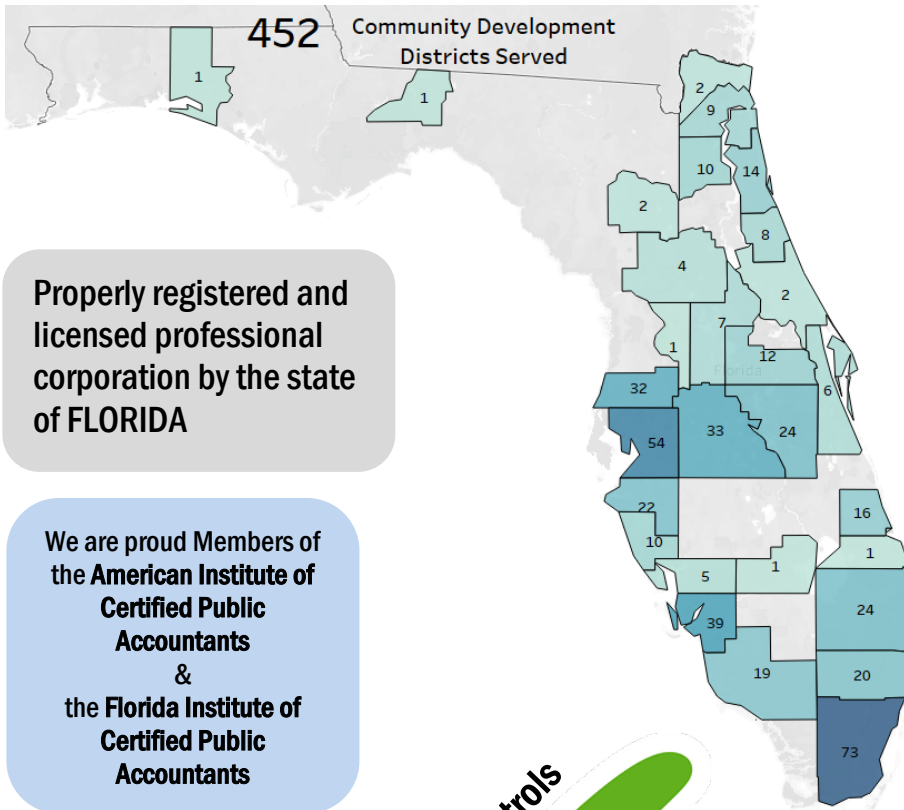 452
Community Development
Districts Served
1
1
2
9
10
14
2
8
4
2
7
1
12
Florida
6
32
54
33
24
22
16
10
1
5
1
24
39
19
20
73
Properly registered and
licensed professional
corporation by the state
of FLORIDA
We are proud Members of
the American Institute of
Certified Public
Accountants
&
the Florida Institute of
Certified Public
Accountants